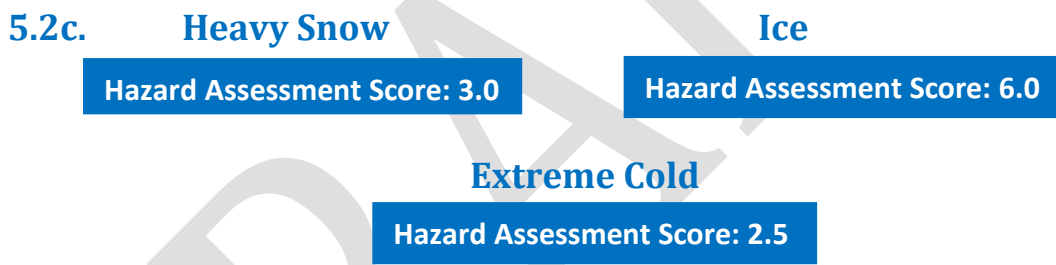 5.2c. Heavy Snow Ice
Hazard Assessment Score: 3.0 Hazard Assessment Score: 6.0
Extreme Cold
Hazard Assessment Score: 2.5